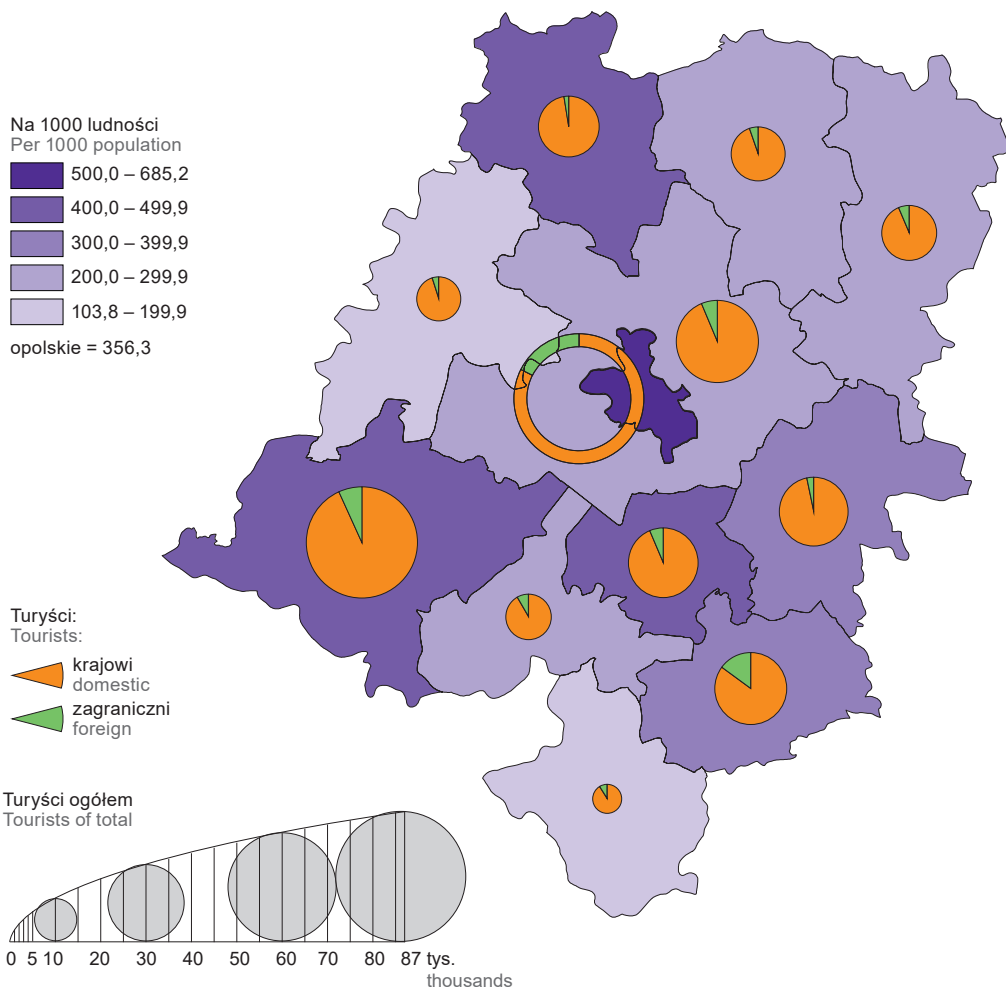 Na 1000 ludności
Per 1000 population
500,0 – 685,2
400,0 – 499,9
300,0 – 399,9
200,0 – 299,9
103,8 – 199,9
opolskie = 356,3
Turyści:
Tourists:
krajowi
domestic
zagraniczni
foreign
Turyści ogółem
Tourists of total
0 5 10 20 30 40 50 60 70 80 87 tys.
thousands